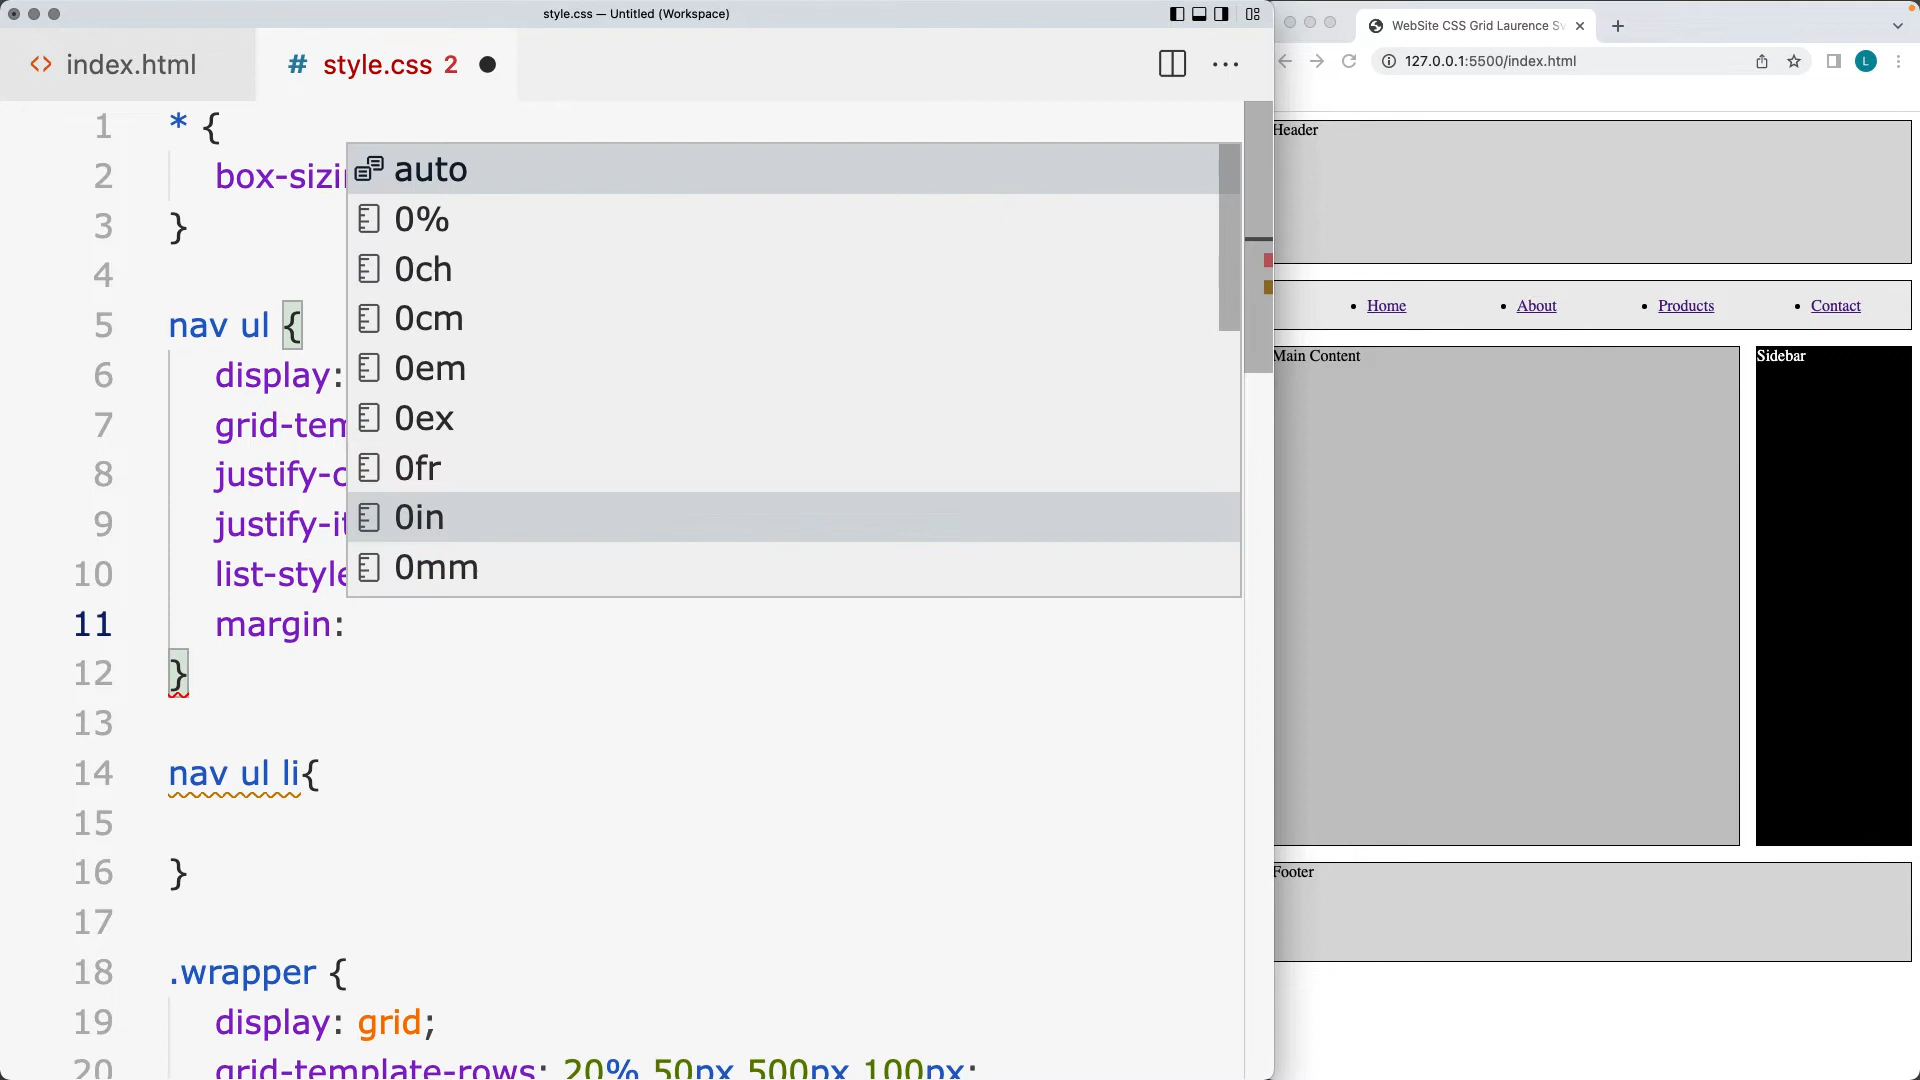 style.css — Untitled (Workspace)
index.html
# style.css 2
1 * {
2 box-sizin
3 }
4
5 nav ul {
6 display:
7 grid-tem
8 justify-c
9 justify-it
10 list-style
11 margin:
12 }
13
14 nav ul li{
15
16 }
17
18 .wrapper {
19 display: grid;
20 grid-template-rows: 20% 50px 500px 100px;
auto
0%
0ch
0cm
0em
0ex
0fr
0in
0mm
WebSite CSS Grid Laurence Sv
127.0.0.1:5500/index.html
L
Header
• Home • About • Products • Contact
Main Content
Sidebar
Footer